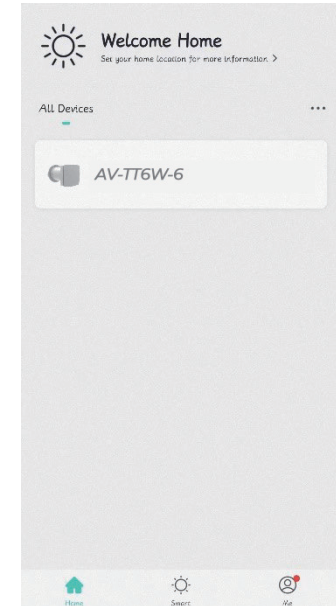 Welcome Home
Set your home location for more information >
All Devices
AV-TT6W-6
Home
Smart
Me